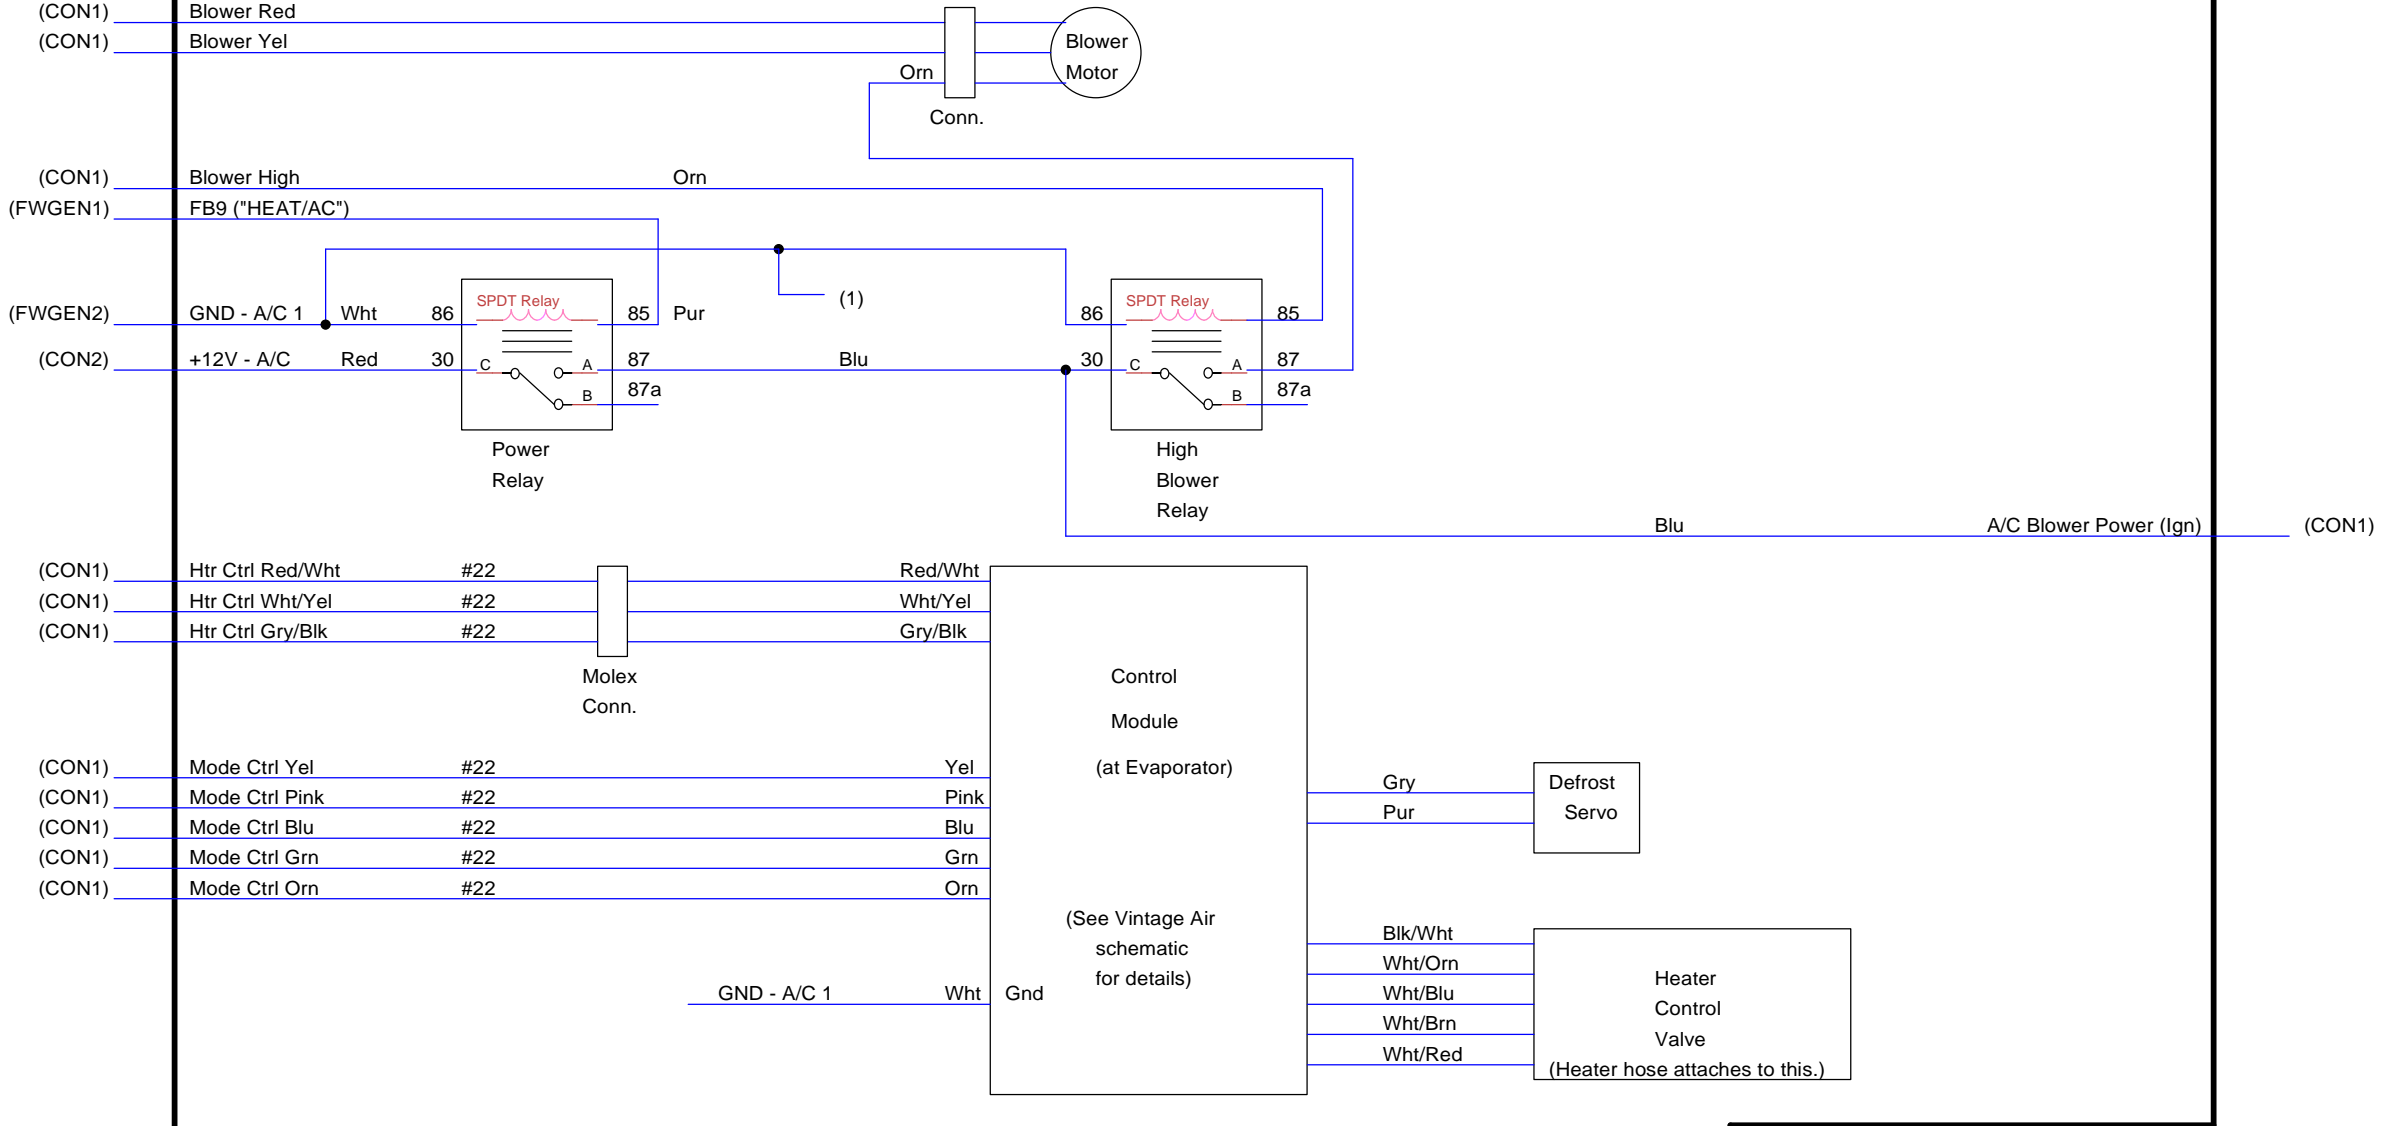 (CON1) Blower Red
(CON1) Blower Yel Blower
Orn Motor
Conn.
(CON1) Blower High Orn
(FWGEN1) FB9 ("HEAT/AC")
(1)
SPDT Relay SPDT Relay
(FWGEN2) GND - A/C 1 Wht 86 85 Pur 86 85
(CON2) +12V - A/C Red 30 C A 87 Blu 30 C A 87
B 87a B 87a
Power High
Relay Blower
Relay
Blu A/C Blower Power (Ign) (CON1)
(CON1) Htr Ctrl Red/Wht #22 Red/Wht
(CON1) Htr Ctrl Wht/Yel #22 Wht/Yel
(CON1) Htr Ctrl Gry/Blk #22 Gry/Blk
Molex Control
Conn.
Module
(CON1) Mode Ctrl Yel #22 Yel (at Evaporator)
Gry Defrost
(CON1) Mode Ctrl Pink #22 Pink
Pur Servo
(CON1) Mode Ctrl Blu #22 Blu
(CON1) Mode Ctrl Grn #22 Grn
(CON1) Mode Ctrl Orn #22 Orn
(See Vintage Air
Blk/Wht
schematic
Wht/Orn
for details) Heater
GND - A/C 1 Wht Gnd Wht/Blu
Control
Wht/Brn
Valve
Wht/Red
(Heater hose attaches to this.)